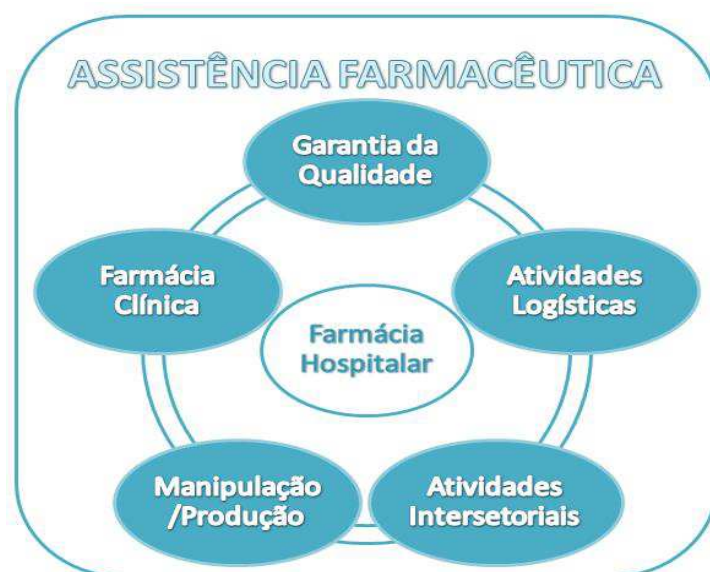 ASSISTÊNCIA FARMACÊUTICA
Garantia da
Qualidade
Farmácia
Clínica
Atividades
Logísticas
Farmácia
Hospitalar
Manipulação
/Produção
Atividades
Intersetoriais